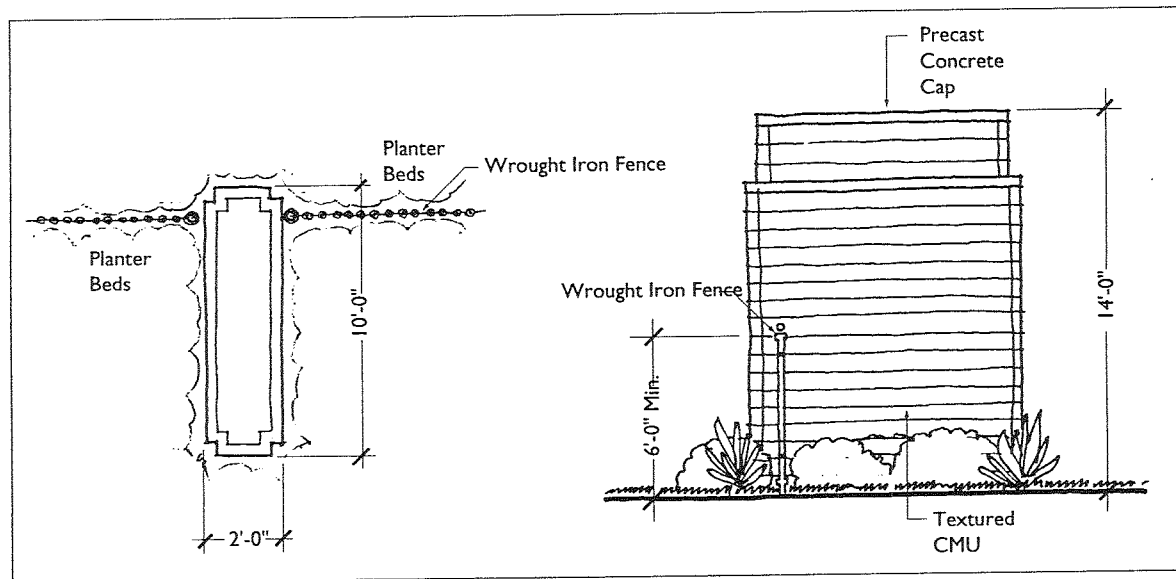 Precast
Concrete
Cap
Planter
Beds
Wrought Iron Fence
Planter
Beds
10'-0"
2'-0"
Wrought Iron Fence
14'-0"
6'-0" Min.
Textured
CMU